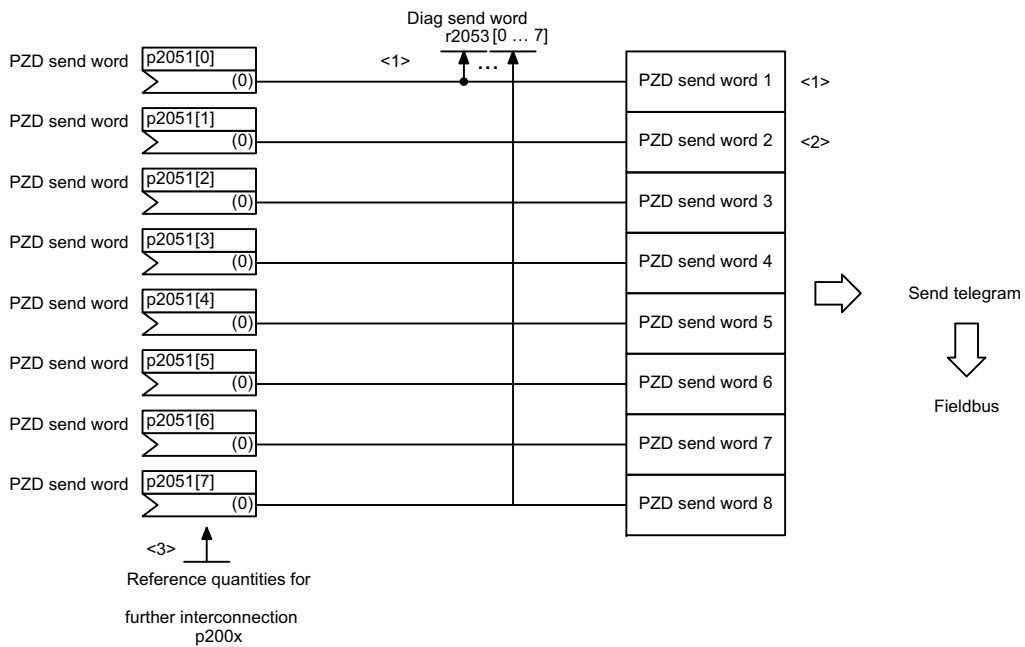 Diag send word
r2053 [0 … 7]
<1>
...
PZD send word
p2051[0]
(0)
PZD send word 1
<1>
PZD send word
p2051[1]
(0)
PZD send word 2
<2>
PZD send word
p2051[2]
(0)
PZD send word 3
PZD send word
p2051[3]
(0)
PZD send word 4
PZD send word
p2051[4]
(0)
PZD send word 5
PZD send word
p2051[5]
(0)
PZD send word 6
PZD send word
p2051[6]
(0)
PZD send word 7
PZD send word
p2051[7]
(0)
PZD send word 8
Send telegram
Fieldbus
<3>
Reference quantities for
further interconnection
p200x